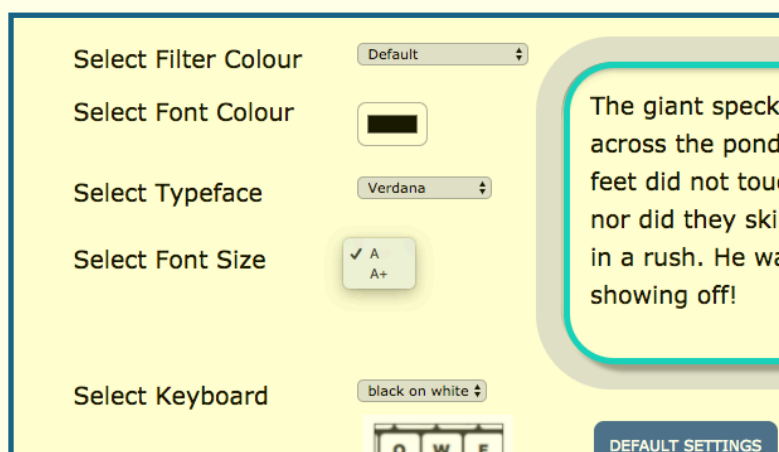 Select Filter Colour
Default
Select Font Colour
Select Typeface
Verdana
Select Font Size
✓ A
A+
Select Keyboard
black on white
Q W E
The giant speck
across the pond
feet did not tou
nor did they ski
in a rush. He wa
showing off!
DEFAULT SETTINGS